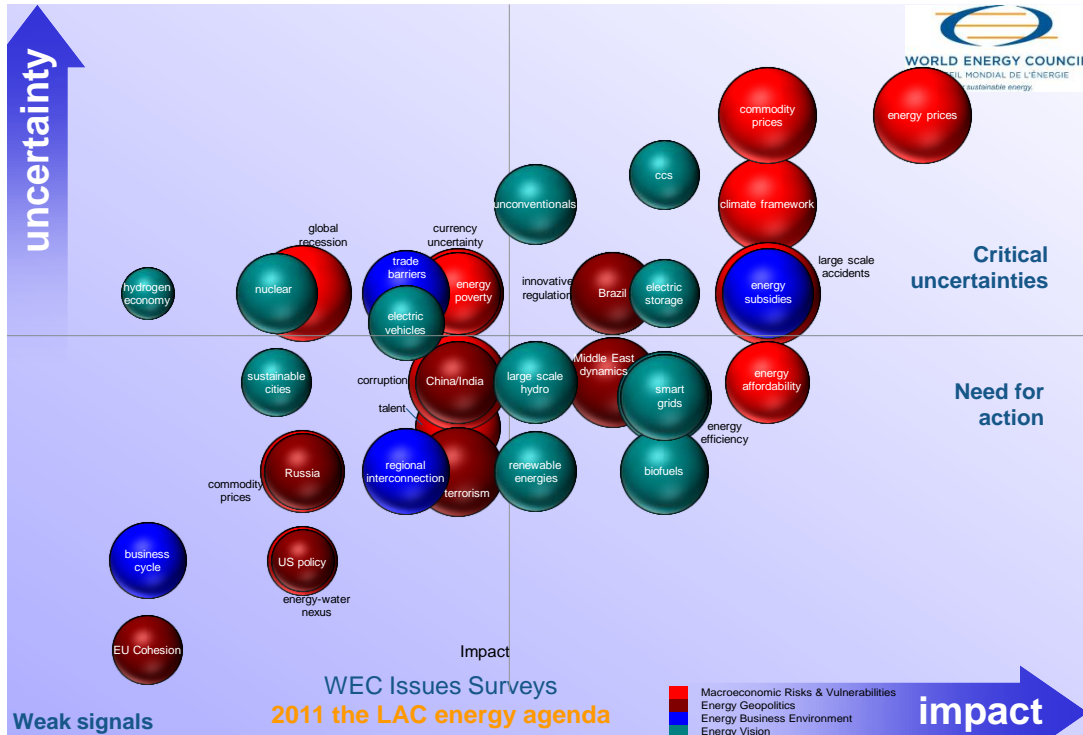 uncertainty
WORLD ENERGY COUNCI
EIL MONDIAL DE L'ÉNERGIE
sustainable energy.
commodity
prices
energy prices
ccs
unconventionals
climate framework
global
recession
currency
uncertainty
trade
barriers
large scale
accidents
Critical
uncertainties
hydrogen
economy
nuclear
energy
poverty
innovative
regulation
Brazil
electric
storage
energy
subsidies
electric
vehicles
sustainable
cities
corruption
China/India
large scale
hydro
Middle East
dynamics
smart
grids
energy
affordability
Need for
action
talent
energy
efficiency
commodity
prices
Russia
regional
interconnection
terrorism
renewable
energies
biofuels
business
cycle
US policy
energy-water
nexus
EU Cohesion
Impact
WEC Issues Surveys
2011 the LAC energy agenda
Weak signals
Macroeconomic Risks & Vulnerabilities
Energy Geopolitics
Energy Business Environment
Energy Vision
impact